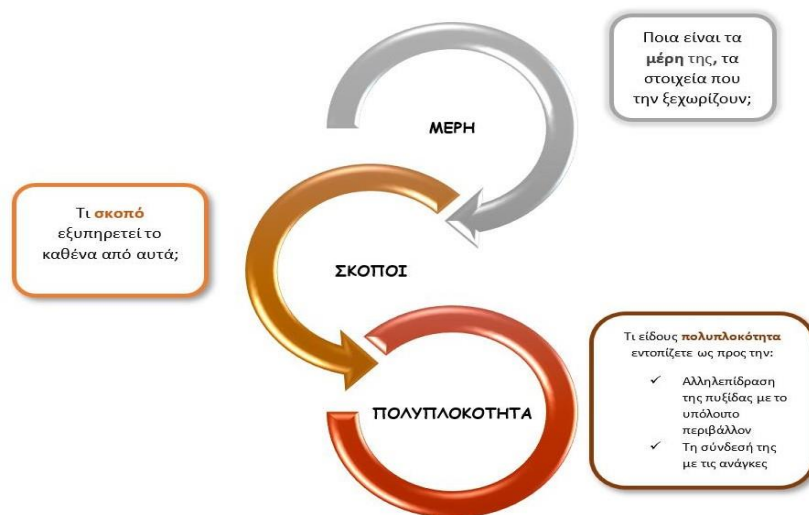 Ποια είναι τα
μέρη της, τα
στοιχεία που
την ξεχωρίζουν;
ΜΕΡΗ
Τι σκοπό
εξυπηρετεί το
καθένα από αυτά;
ΣΚΟΠΟΙ
Τι είδους πολυπλοκότητα
εντοπίζετε ως προς την:
✓ Αλληλεπίδραση
της πυξίδας με το
υπόλοιπο
περιβάλλον
✓ Τη σύνδεσή της
με τις ανάγκες
ΠΟΛΥΠΛΟΚΟΤΗΤΑ